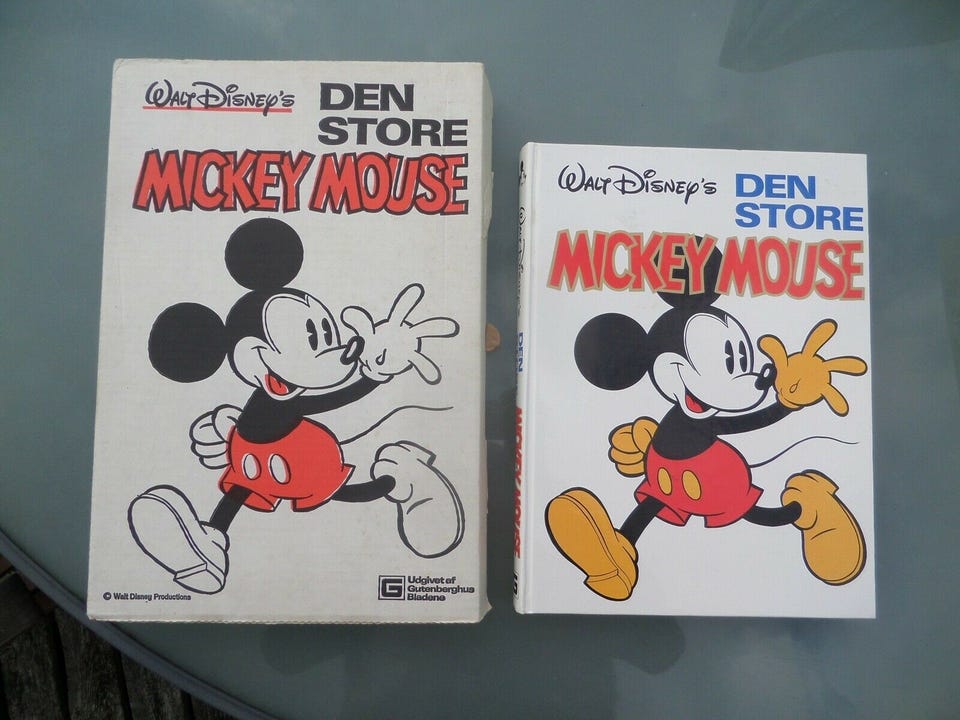 WALT DISNEY'S
DEN
STORE
MICKEY MOUSE
© Walt Disney Productions
G
Udgivet af
Gutenberghus
Bladene
WALT DISNEY'S
DEN
STORE
MICKEY MOUSE
DEN
MICKEY MOUSE